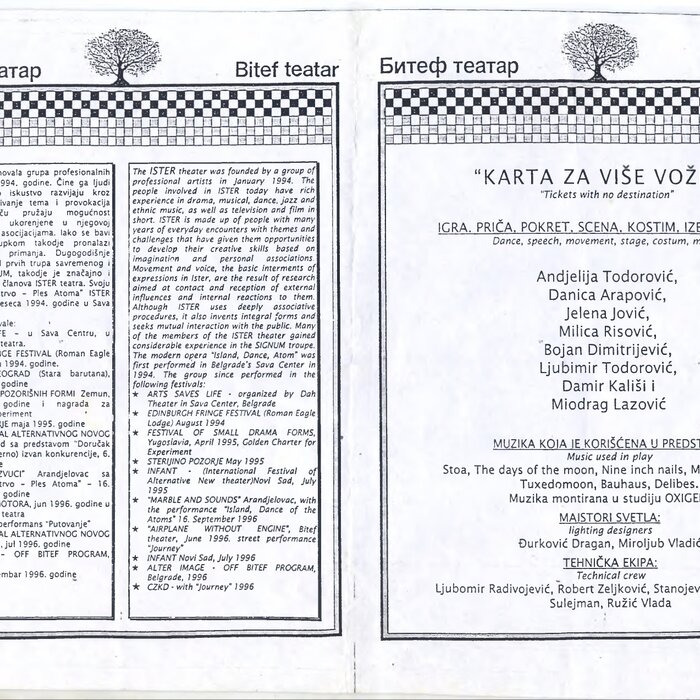 атар
Bitef teatar
novala grupa profesionalnih
994. godine. Čine ga ljudi
iskustvo razvijaju kroz
ivanje tema i provokacija
Ču pružaju mogućnost
ukorenjene u njegovoj
asocijacijama. Iako se bavi
upkom takodje pronalazi
primanja. Dugogodišnje
prvih trupa savremenog i
UM, takodje je značajno i
članova ISTER teatra. Svoju
tvo - Ples Atoma" ISTER
eseca 1994. godine u Sava
vale:
FE - u Sava Centru, u
teatra.
NGE FESTIVAL (Roman Eagle
1994. godine.
EOGRAD (Stara barutana),
godine
POZORIŠNIH FORMI Zemun,
godine i nagrada za
periment
JE maja 1995. godine
AL ALTERNATIVNOG NOVOG
d sa predstavom "Doručak
erno) izvan konkurencije, 6.
e
ZVUCI" Arandjelovac sa
tvo - Ples Atoma" - 16.
godine
GOTORA, jun 1996. godine u
teatra
performans "Putovanje"
AL ALTERNATIVNOG NOVOG
, jul 1996. godine
- OFF BITEF PROGRAM,
embar 1996. godine
The ISTER theater was founded by a group of
professional artists in January 1994. The
people involved in ISTER today have rich
experience in drama, musical, dance, jazz and
ethnic music, as well as television and film in
short. ISTER is made up of people with many
years of everyday encounters with themes and
challenges that have given them opportunities
to develop their creative skills based on
imagination and personal associations.
Movement and voice, the basic interments of
expressions in Ister, are the result of research
aimed at contact and reception of external
influences and internal reactions to them.
Although ISTER uses deeply associative
procedures, it also invents integral forms and
seeks mutual interaction with the public. Many
of the members of the ISTER theater gained
considerable experience in the SIGNUM troupe.
The modern opera "Island, Dance, Atom" was
first performed in Belgrade's Sava Center in
1994. The group since performed in the
following festivals:
★ ARTS SAVES LIFE - organized by Dah
Theater in Sava Center, Belgrade
★ EDINBURGH FRINGE FESTIVAL (Roman Eagle
Lodge) August 1994
★ FESTIVAL OF SMALL DRAMA FORMS,
Yugoslavia, April 1995, Golden Charter for
Experiment
★ STERIJINO POZORJE May 1995
★ INFANT - (International Festival of
Alternative New theater)Novi Sad, July
1995
★ "MARBLE AND SOUNDS" Arandjelovac, with
the performance "Island, Dance of the
Atoms" 16. September 1996
★ "AIRPLANE WITHOUT ENGINE", Bitef
theater, June 1996. street performance
"Journey"
★ INFANT Novi Sad, July 1996
★ ALTER IMAGE - OFF BITEF PROGRAM,
Belgrade, 1996
★ CZKD - with "Journey" 1996
Битеф театар
"KARTA ZA VIŠE VOŽ
"Tickets with no destination"
IGRA, PRIČA, POKRET, SCENA, KOSTIM, IZE
Dance, speech, movement, stage, costum, m
Andjelija Todorović,
Danica Arapović,
Jelena Jović,
Milica Risović,
Bojan Dimitrijević,
Ljubimir Todorović,
Damir Kališi i
Miodrag Lazović
MUZIKA KOJA JE KORIŠĆENA U PREDST
Music used in play
Stoa, The days of the moon, Nine inch nails, M
Tuxedomoon, Bauhaus, Delibes.
Muzika montirana u studiju OXIGE
MAJSTORI SVETLA:
lighting designers
Đurković Dragan, Miroljub Vladić
TEHNIČKA EKIPA:
Technical crew
Ljubomir Radivojević, Robert Zeljković, Stanojev
Sulejman, Ružić Vlada